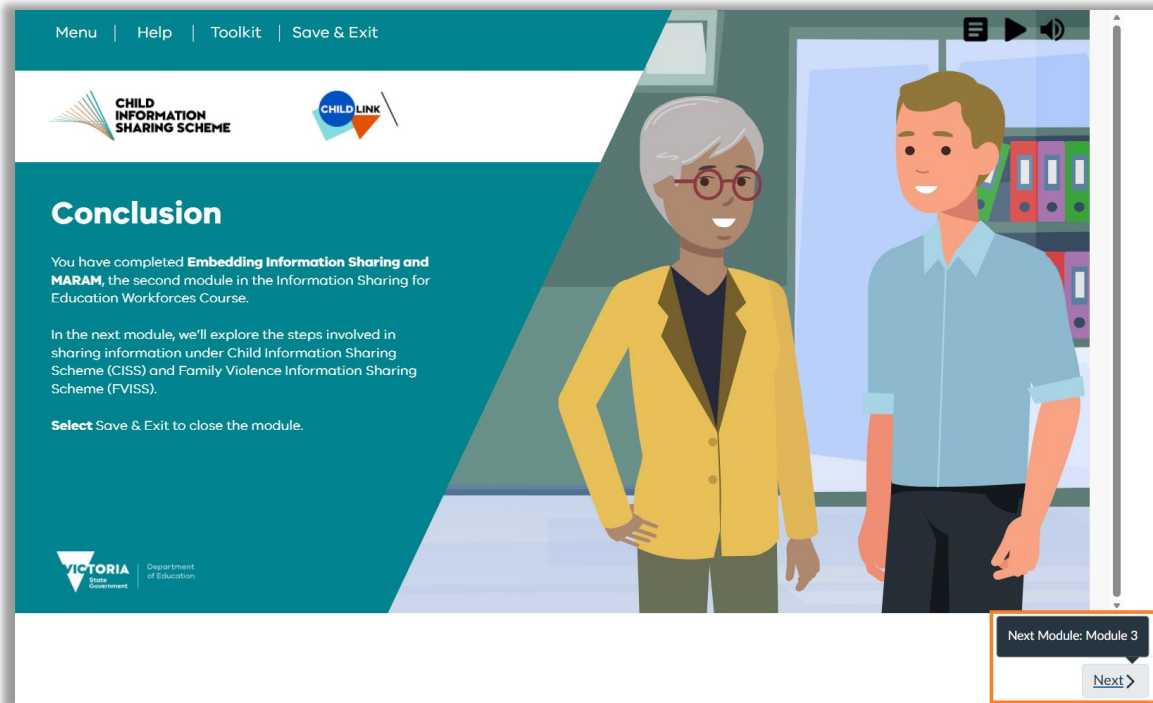 Menu | Help | Toolkit | Save & Exit
CHILD
INFORMATION
SHARING SCHEME
CHILD LINK
Conclusion
You have completed Embedding Information Sharing and
MARAM, the second module in the Information Sharing for
Education Workforces Course.
In the next module, we'll explore the steps involved in
sharing information under Child Information Sharing
Scheme (CISS) and Family Violence Information Sharing
Scheme (FVISS).
Select Save & Exit to close the module.
VICTORIA
State
Government
Department
of Education
Next Module: Module 3
Next